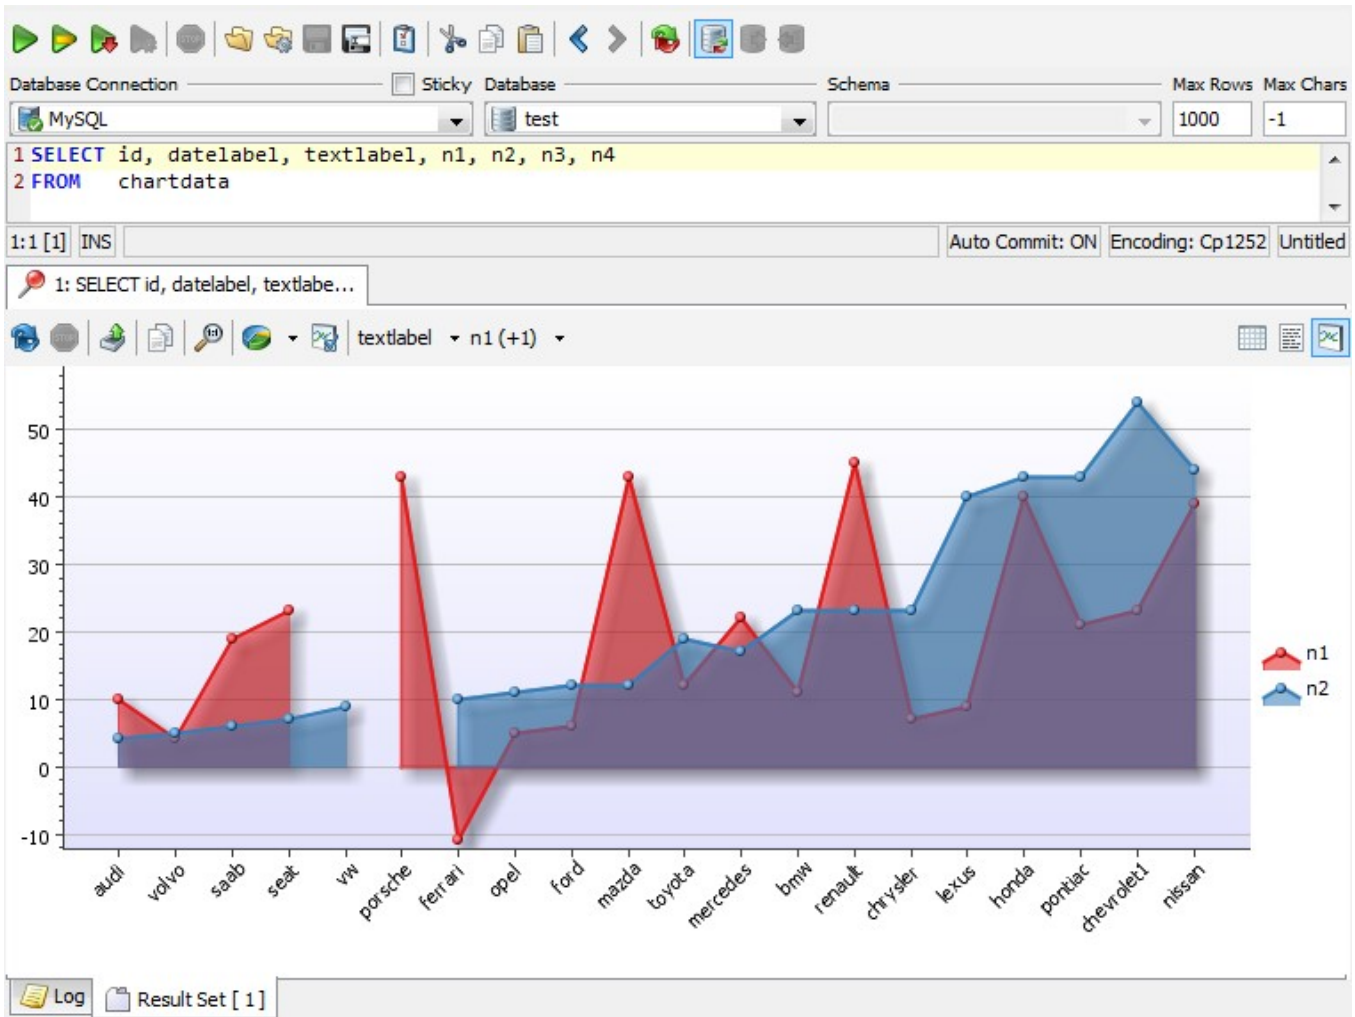 STOP
Database Connection Sticky Database Schema Max Rows Max Chars
MySQL test 1000 -1
1 SELECT id, datelabel, textlabel, n1, n2, n3, n4
2 FROM chartdata
1:1 [1] INS Auto Commit: ON Encoding: Cp1252 Untitled
1: SELECT id, datelabel, textlabe...
STOP 1:1 textlabel n1 (+1)
50
40
30
20
10
0
-10
n1
n2
audi volvo saab seat vw porsche ferrari opel ford mazda toyota mercedes bmw renault chrysler lexus honda pontiac chevrolet1 nissan
Log Result Set [ 1 ]